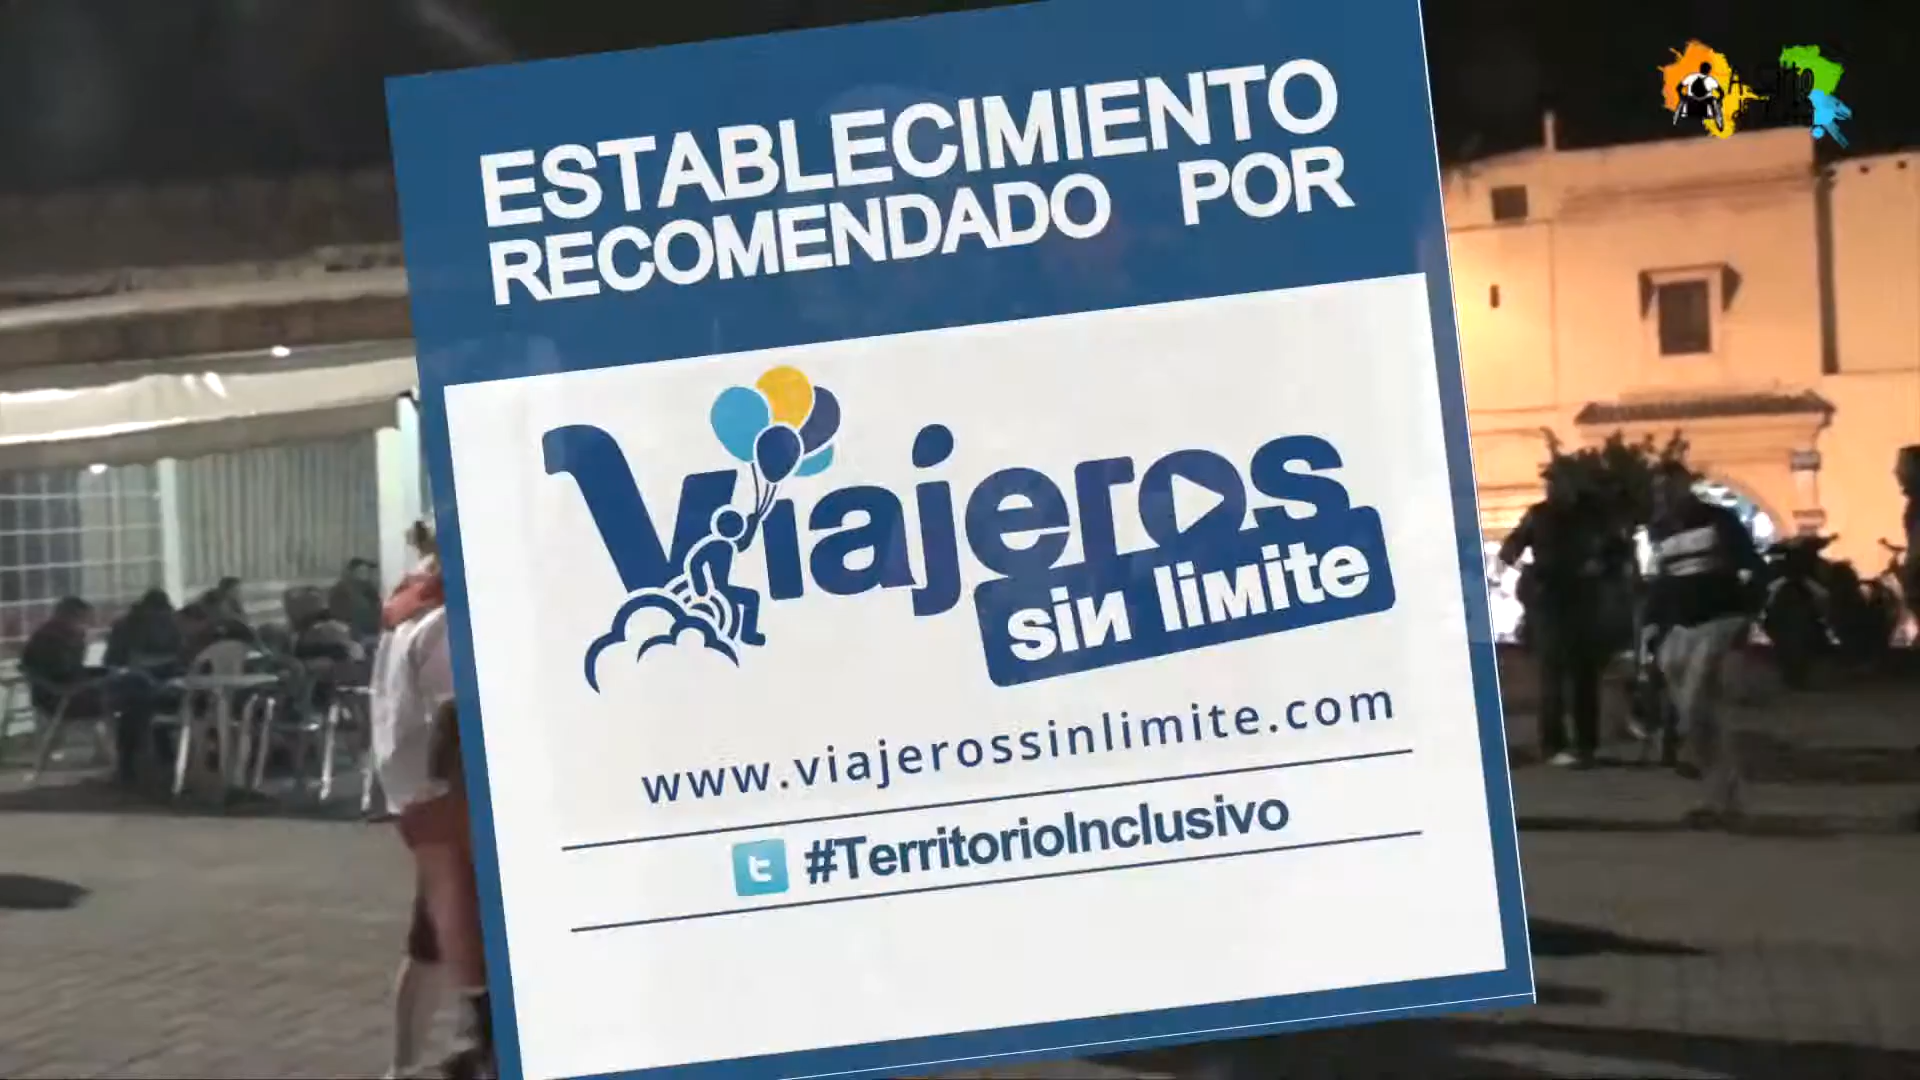 ESTABLECIMIENTO
RECOMENDADO POR
Viajeros
sin limite
www.viajerossinlimite.com
#TerritorioInclusivo